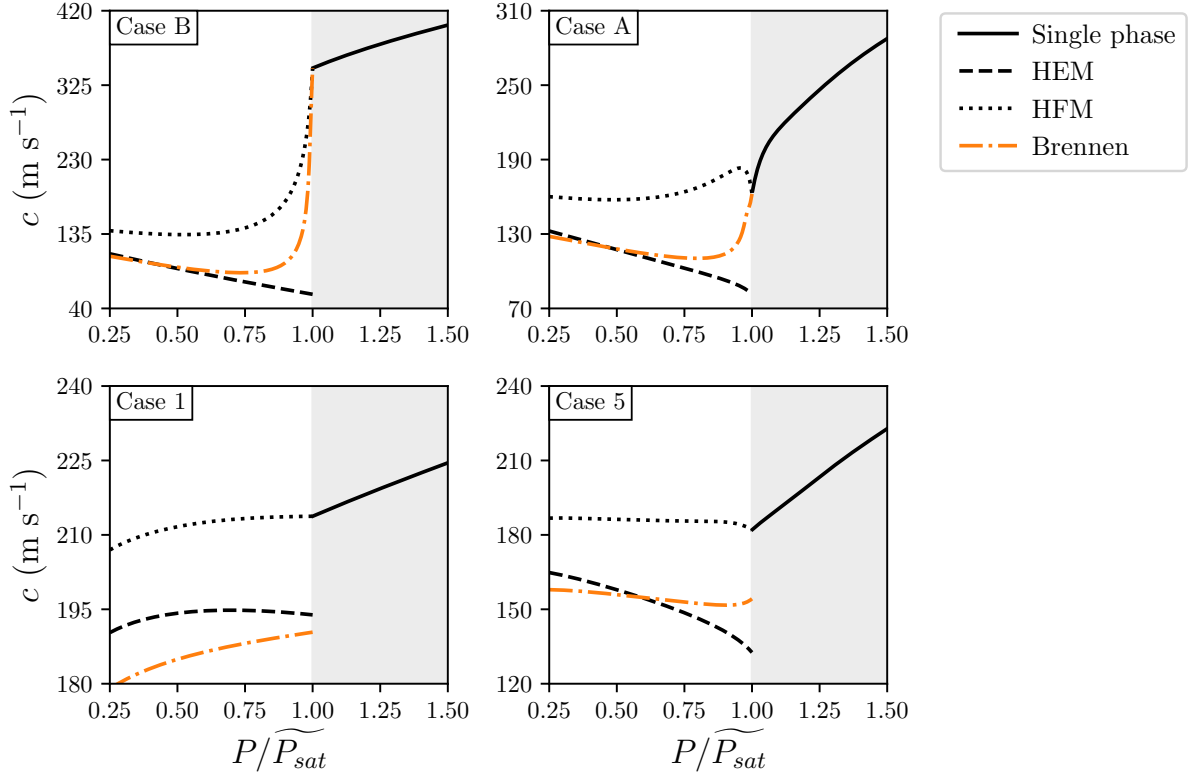 Case B
420
325
230
135
40
c (m s⁻¹)
0.25 0.50 0.75 1.00 1.25 1.50
Case A
310
250
190
130
70
0.25 0.50 0.75 1.00 1.25 1.50
Single phase
HEM
HFM
Brennen
Case 1
240
225
210
195
180
c (m s⁻¹)
0.25 0.50 0.75 1.00 1.25 1.50
P/P̃_sat
Case 5
240
210
180
150
120
0.25 0.50 0.75 1.00 1.25 1.50
P/P̃_sat